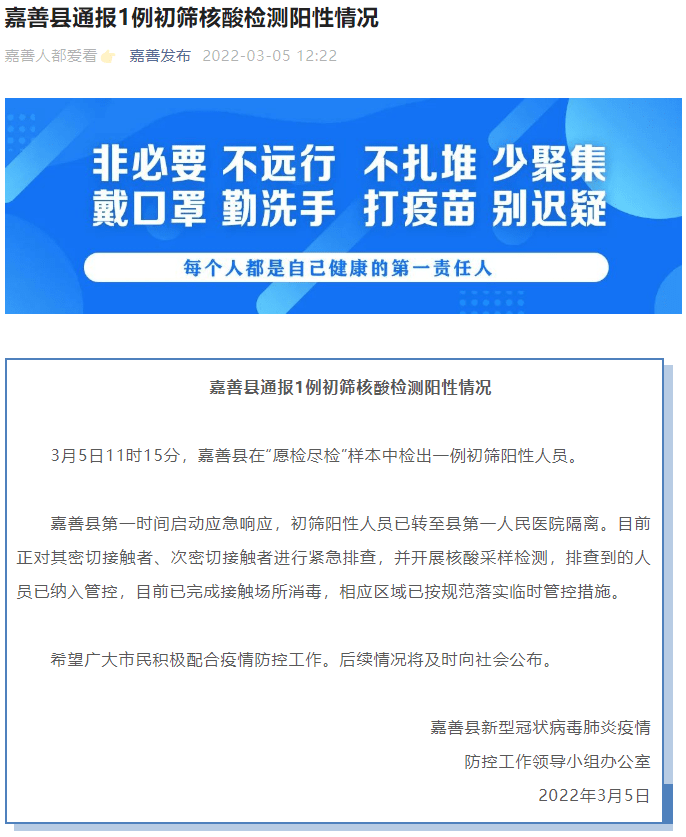 嘉善县通报1例初筛核酸检测阳性情况
嘉善人都爱看👉 嘉善发布 2022-03-05 12:22
非必要 不远行 不扎堆 少聚集
戴口罩 勤洗手 打疫苗 别迟疑
每个人都是自己健康的第一责任人
嘉善县通报1例初筛核酸检测阳性情况
3月5日11时15分，嘉善县在“愿检尽检”样本中检出一例初筛阳性人员。
嘉善县第一时间启动应急响应，初筛阳性人员已转至县第一人民医院隔离。目前
正对其密切接触者、次密切接触者进行紧急排查，并开展核酸采样检测，排查到的人
员已纳入管控，目前已完成接触场所消毒，相应区域已按规范落实临时管控措施。
希望广大市民积极配合疫情防控工作。后续情况将及时向社会公布。
嘉善县新型冠状病毒肺炎疫情
防控工作领导小组办公室
2022年3月5日